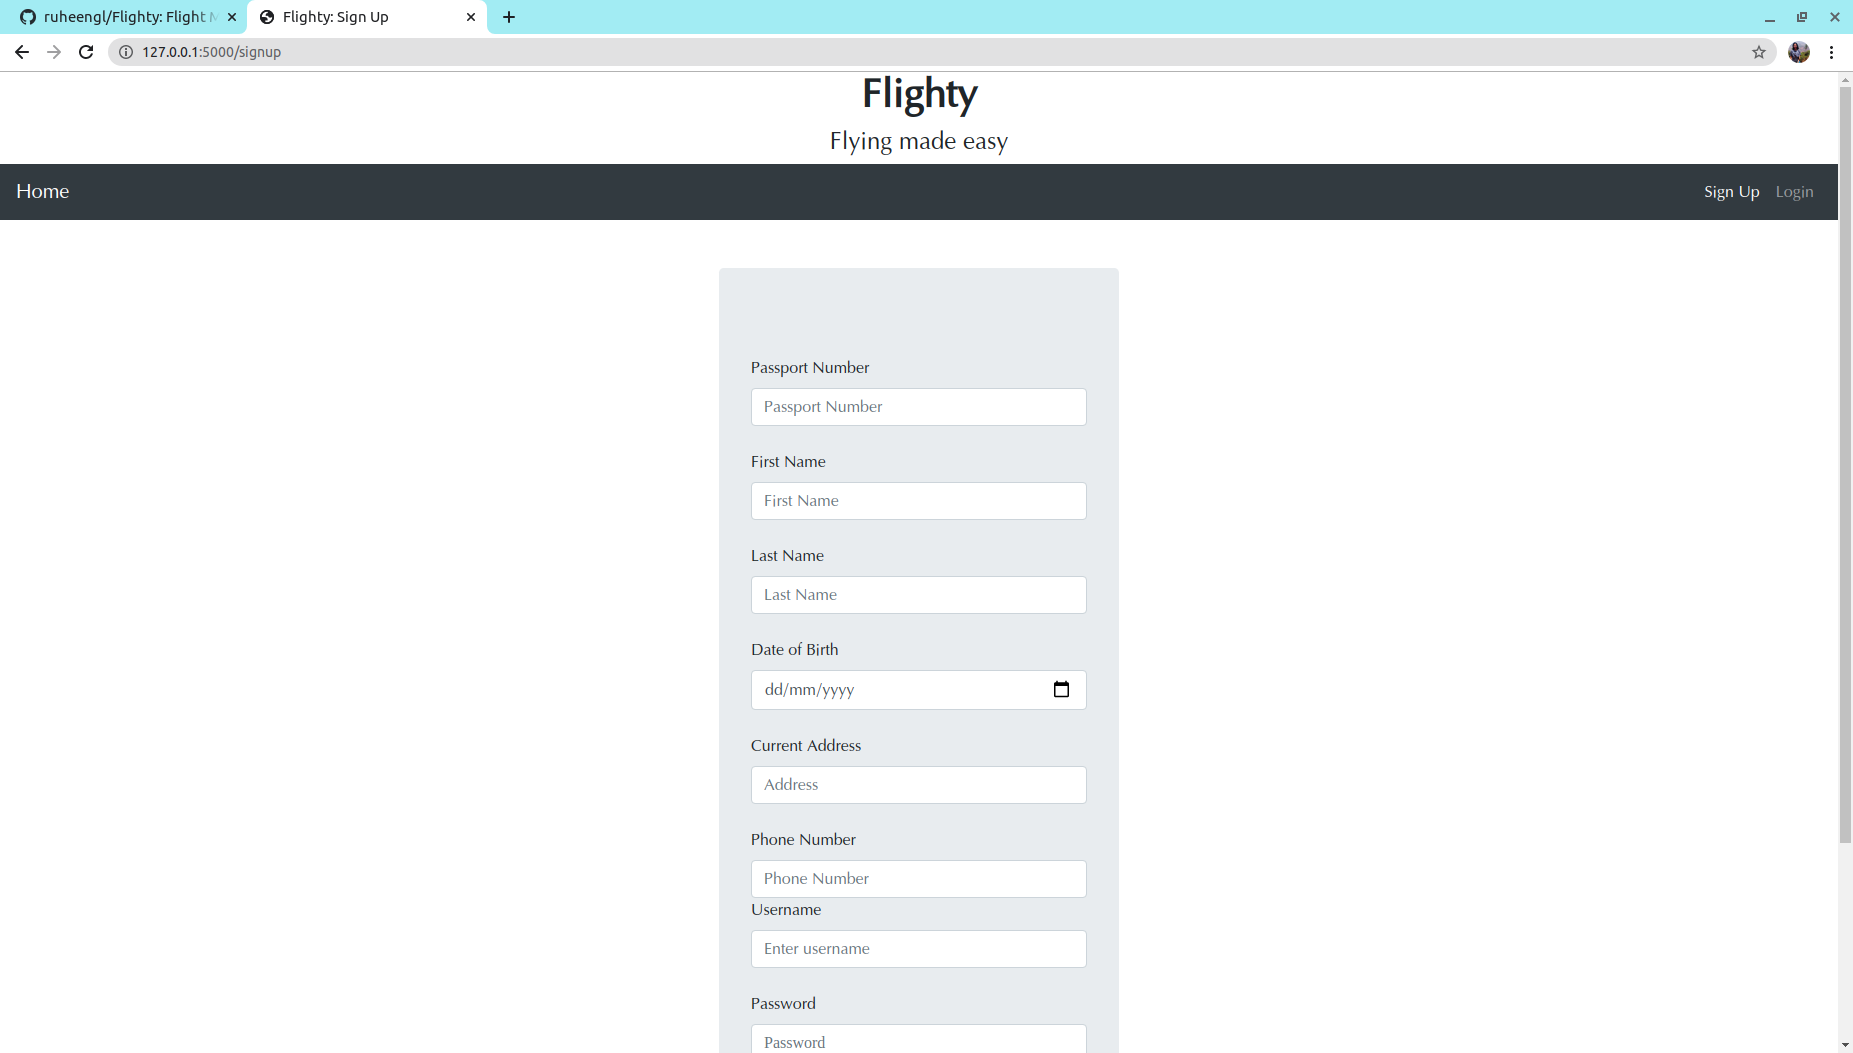 ruheengl/Flighty: Flight M
Flighty: Sign Up
127.0.0.1:5000/signup
Flighty
Flying made easy
Home
Sign Up
Login
Passport Number
Passport Number
First Name
First Name
Last Name
Last Name
Date of Birth
dd/mm/yyyy
Current Address
Address
Phone Number
Phone Number
Username
Enter username
Password
Password